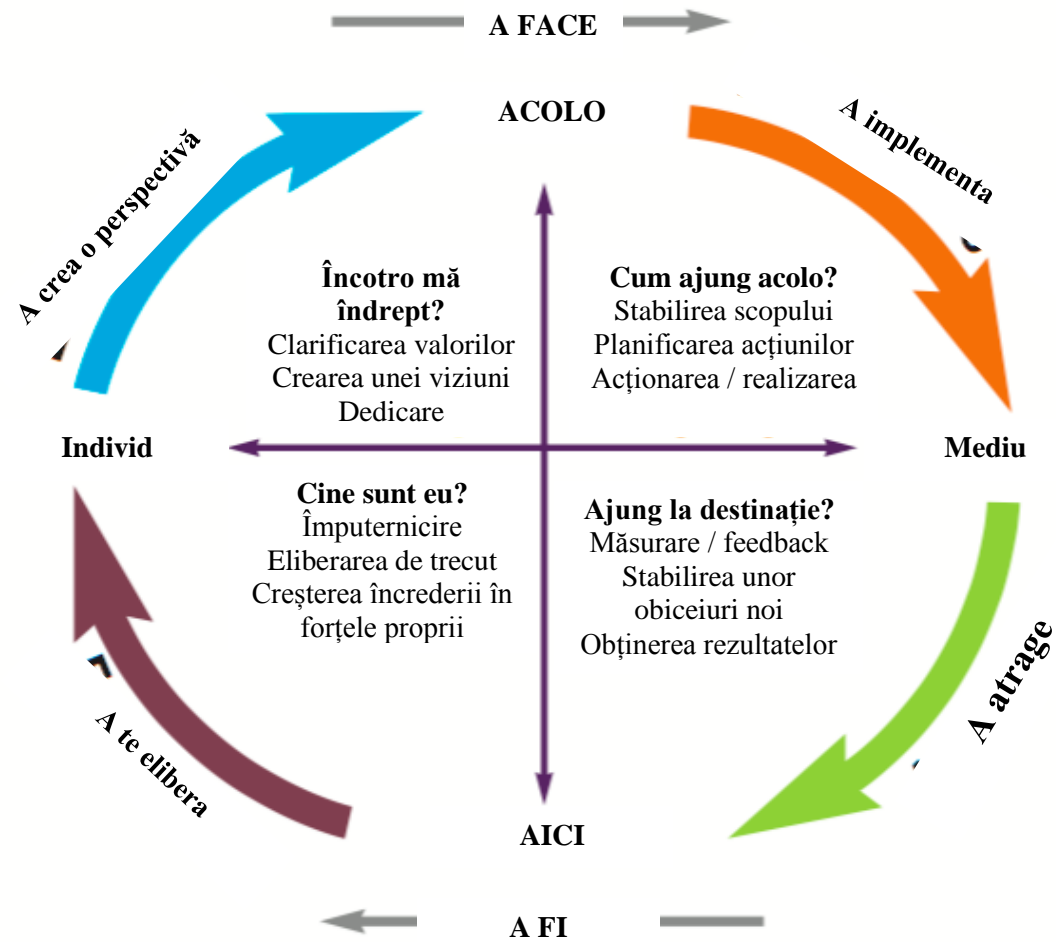 A FACE
ACOLO
A crea o perspectivă
A implementa
Încotro mă
îndrept?
Clarificarea valorilor
Crearea unei viziuni
Dedicare
Cum ajung acolo?
Stabilirea scopului
Planificarea acțiunilor
Acționarea / realizarea
Individ
Mediu
Cine sunt eu?
Împuternicire
Eliberarea de trecut
Creșterea încrederii în
forțele proprii
Ajung la destinație?
Măsurare / feedback
Stabilirea unor
obiceiuri noi
Obținerea rezultatelor
A te elibera
A atrage
AICI
A FI